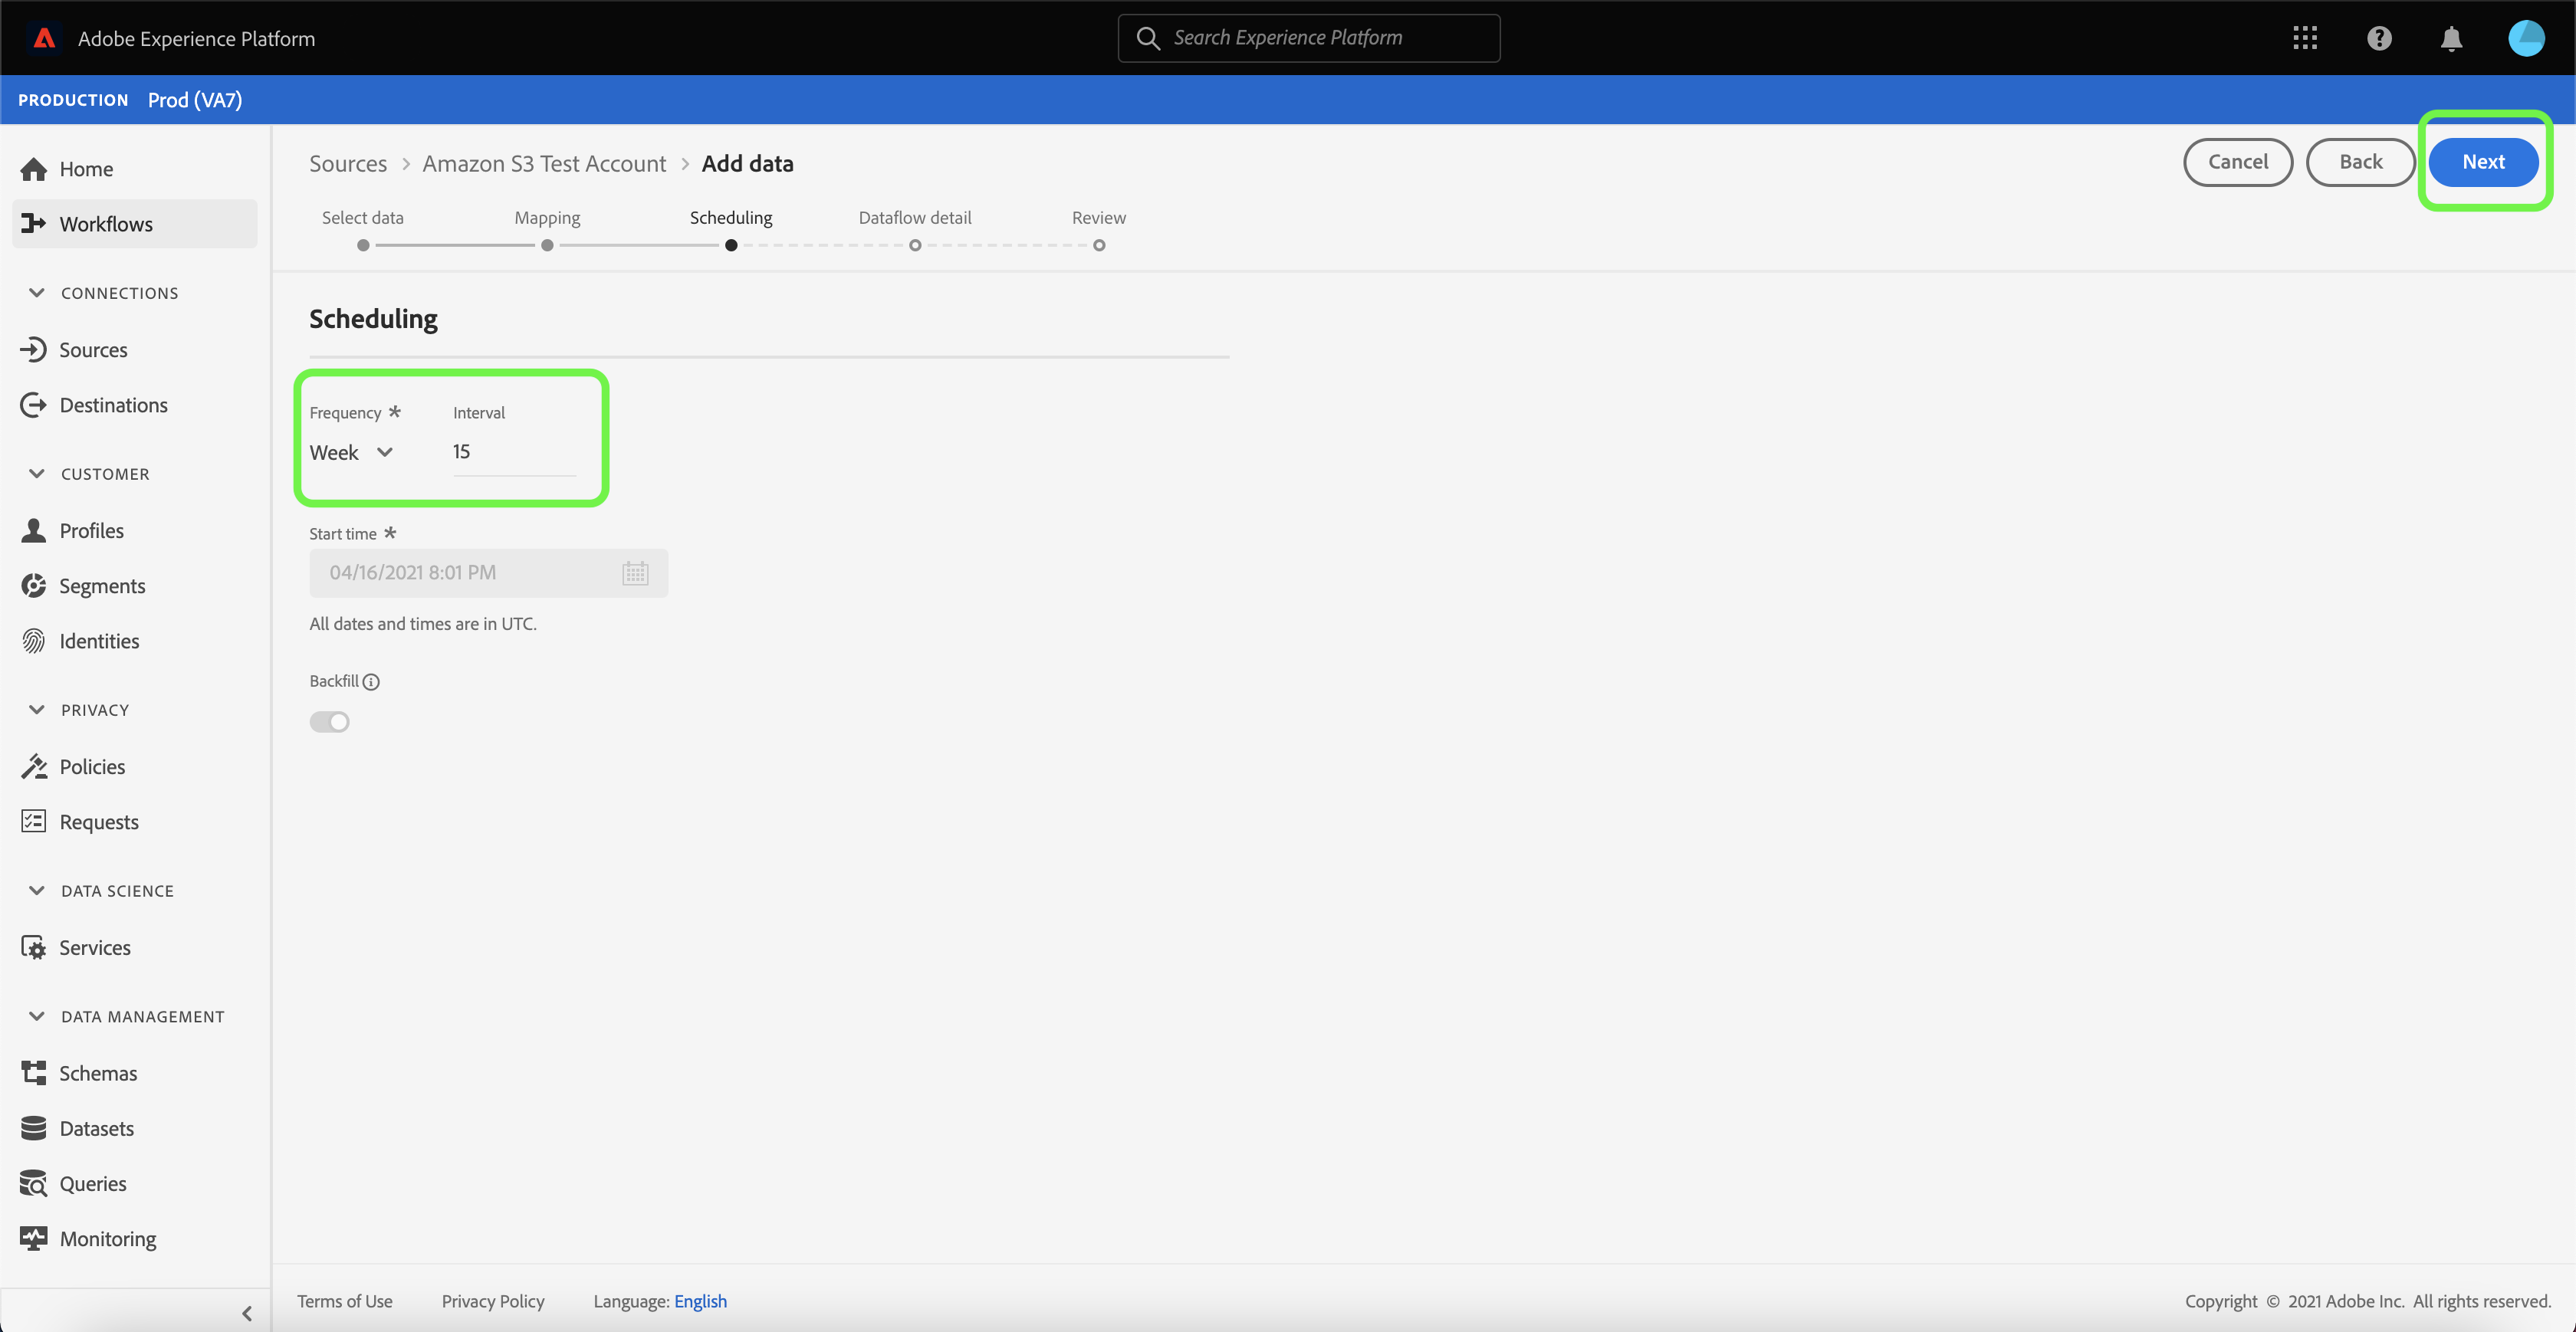 Adobe Experience Platform
Search Experience Platform
PRODUCTION Prod (VA7)
Home
Workflows
CONNECTIONS
Sources
Destinations
CUSTOMER
Profiles
Segments
Identities
PRIVACY
Policies
Requests
DATA SCIENCE
Services
DATA MANAGEMENT
Schemas
Datasets
Queries
Monitoring
Sources > Amazon S3 Test Account > Add data
Cancel Back Next
Select data Mapping Scheduling Dataflow detail Review
Scheduling
Frequency * Interval
Week 15
Start time *
04/16/2021 8:01 PM
All dates and times are in UTC.
Backfill
Terms of Use Privacy Policy Language: English
Copyright © 2021 Adobe Inc. All rights reserved.